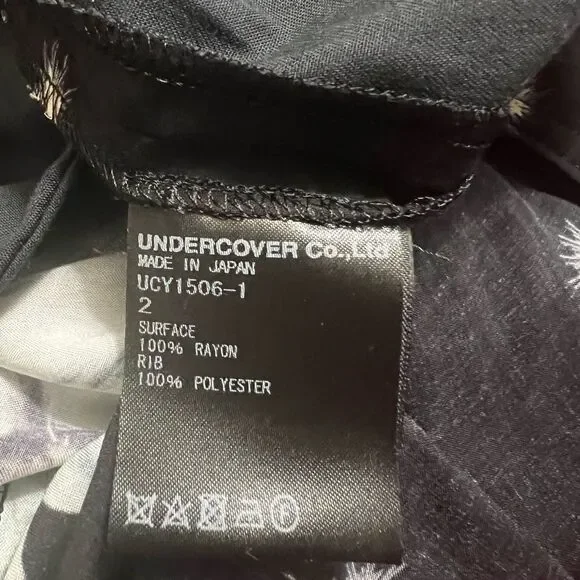 UNDERCOVER Co.,Ltd
MADE IN JAPAN
UCY1506-1
2
SURFACE
100% RAYON
RIB
100% POLYESTER